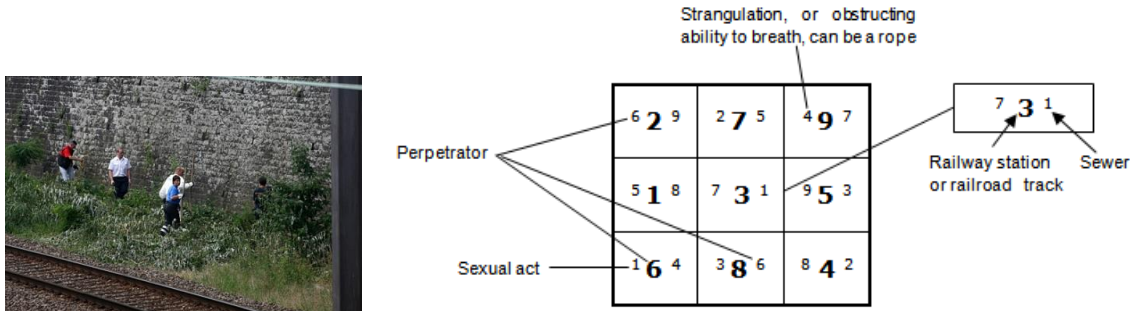 Strangulation, or obstructing
ability to breath, can be a rope
6 2 9 2 7 5 4 9 7
7 3 1
Perpetrator
Railway station
or railroad track
Sewer
5 1 8 7 3 1 9 5 3
Sexual act
1 6 4 3 8 6 8 4 2